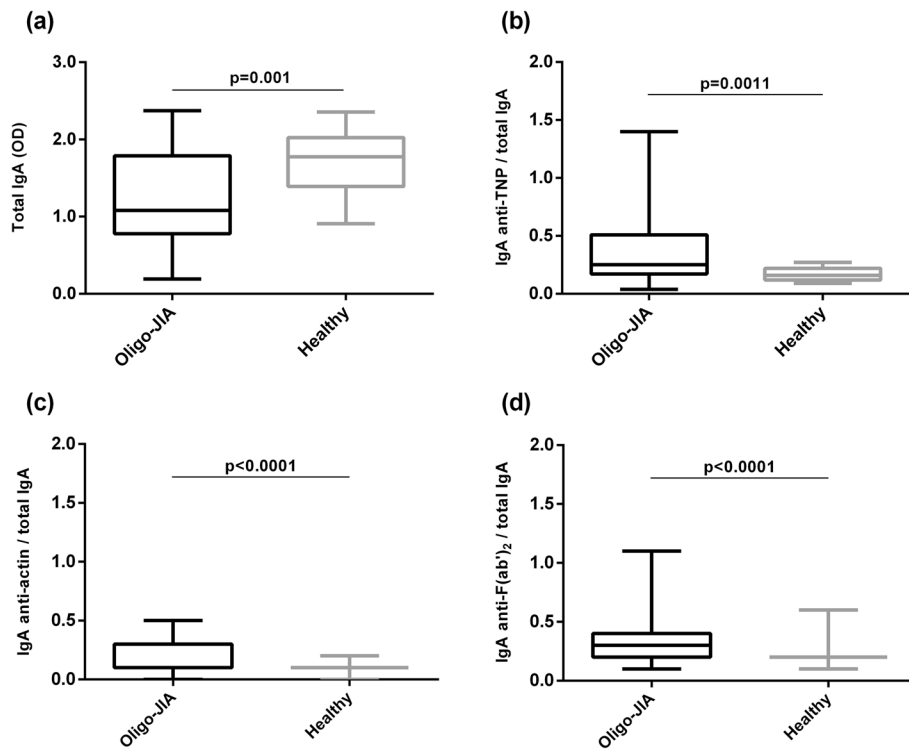 (a)
Total IgA (OD)
3.0
2.0
1.0
0.0
p=0.001
Oligo-JIA
Healthy
(b)
IgA anti-TNP / total IgA
2.0
1.5
1.0
0.5
0.0
p=0.0011
Oligo-JIA
Healthy
(c)
IgA anti-actin / total IgA
2.0
1.5
1.0
0.5
0.0
p<0.0001
Oligo-JIA
Healthy
(d)
IgA anti-F(ab')₂ / total IgA
2.0
1.5
1.0
0.5
0.0
p<0.0001
Oligo-JIA
Healthy